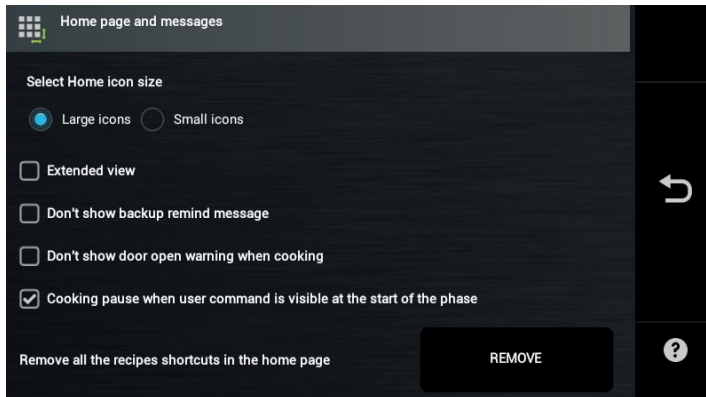 Home page and messages
Select Home icon size
Large icons Small icons
Extended view
Don't show backup remind message
Don't show door open warning when cooking
Cooking pause when user command is visible at the start of the phase
Remove all the recipes shortcuts in the home page REMOVE
?